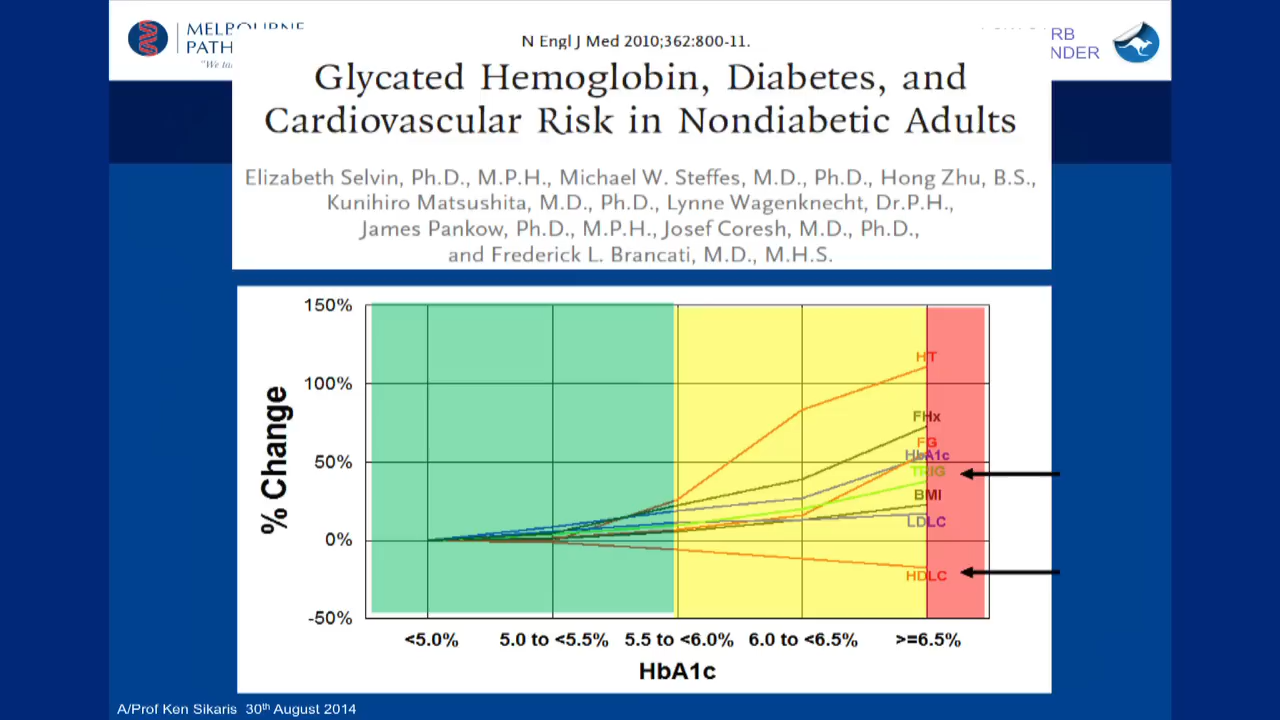 MELBOURNE
PATH
"We
RB
NDER
N Engl J Med 2010;362:800-11.
Glycated Hemoglobin, Diabetes, and
Cardiovascular Risk in Nondiabetic Adults
Elizabeth Selvin, Ph.D., M.P.H., Michael W. Steffes, M.D., Ph.D., Hong Zhu, B.S.,
Kunihiro Matsushita, M.D., Ph.D., Lynne Wagenknecht, Dr.P.H.,
James Pankow, Ph.D., M.P.H., Josef Coresh, M.D., Ph.D.,
and Frederick L. Brancati, M.D., M.H.S.
% Change
150%
100%
50%
0%
-50%
HT
FHx
FG
HbA1c
TRIG
BMI
LDLC
HDLC
<5.0%
5.0 to <5.5%
5.5 to <6.0%
6.0 to <6.5%
>=6.5%
HbA1c
A/Prof Ken Sikaris 30th August 2014